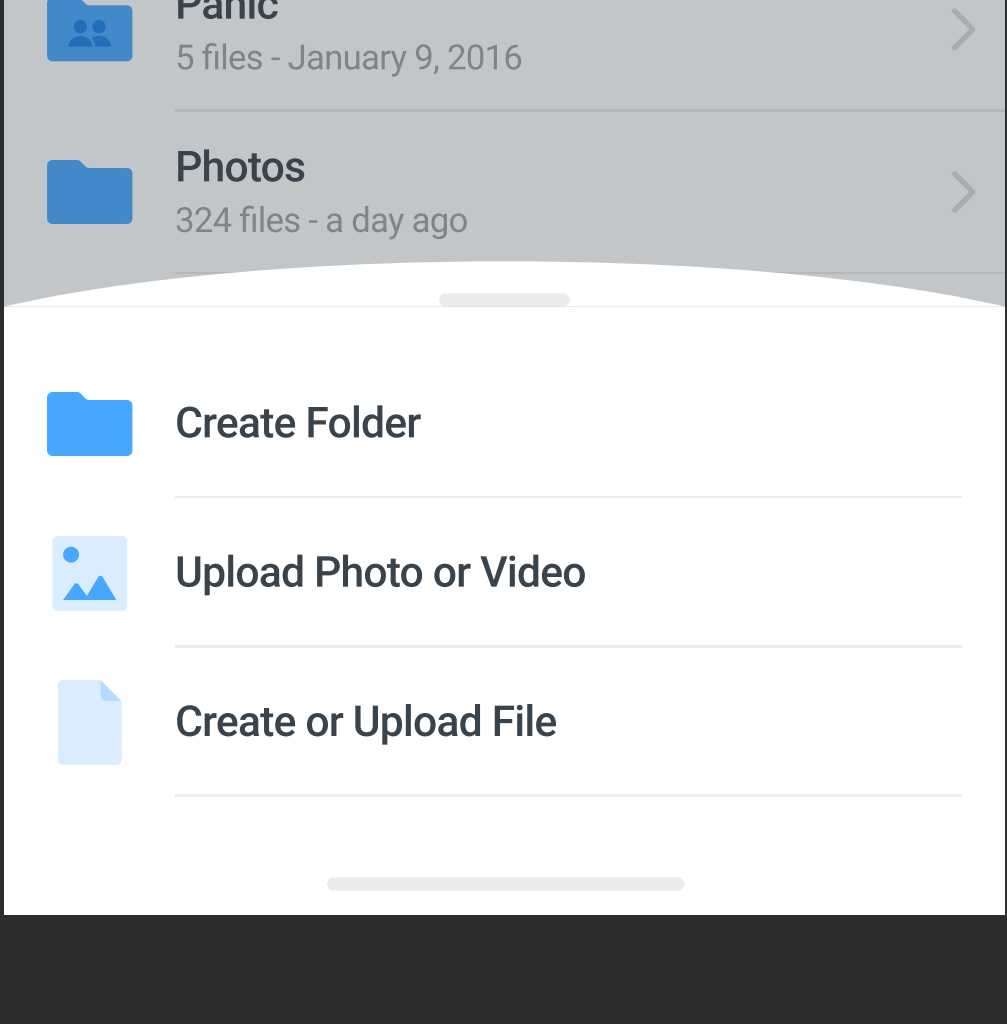 Panic
5 files - January 9, 2016
Photos
324 files - a day ago
Create Folder
Upload Photo or Video
Create or Upload File